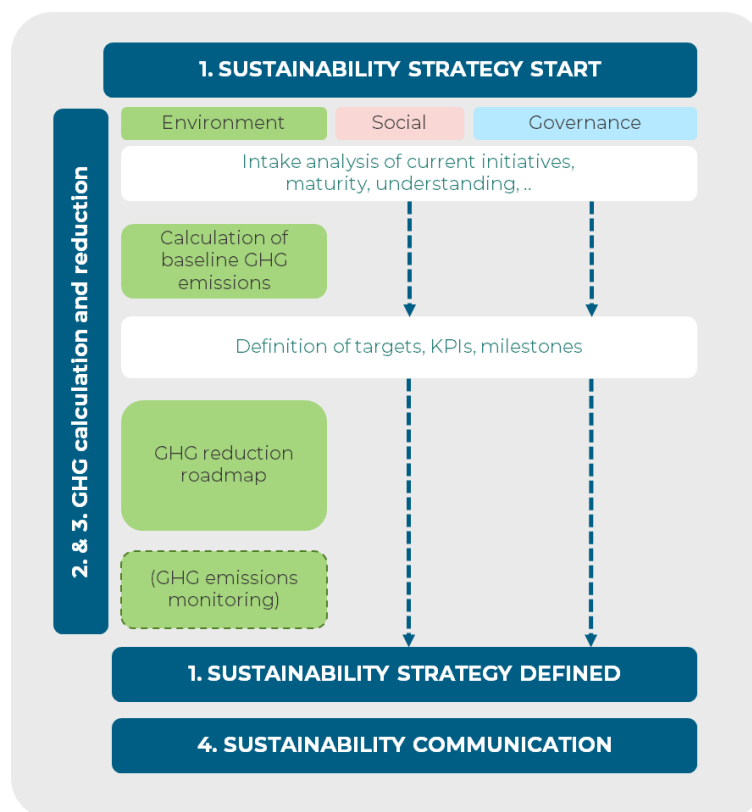 1. SUSTAINABILITY STRATEGY START
Environment
Social
Governance
Intake analysis of current initiatives,
maturity, understanding, ..
2. & 3. GHG calculation and reduction
Calculation of
baseline GHG
emissions
Definition of targets, KPIs, milestones
GHG reduction
roadmap
(GHG emissions
monitoring)
1. SUSTAINABILITY STRATEGY DEFINED
4. SUSTAINABILITY COMMUNICATION